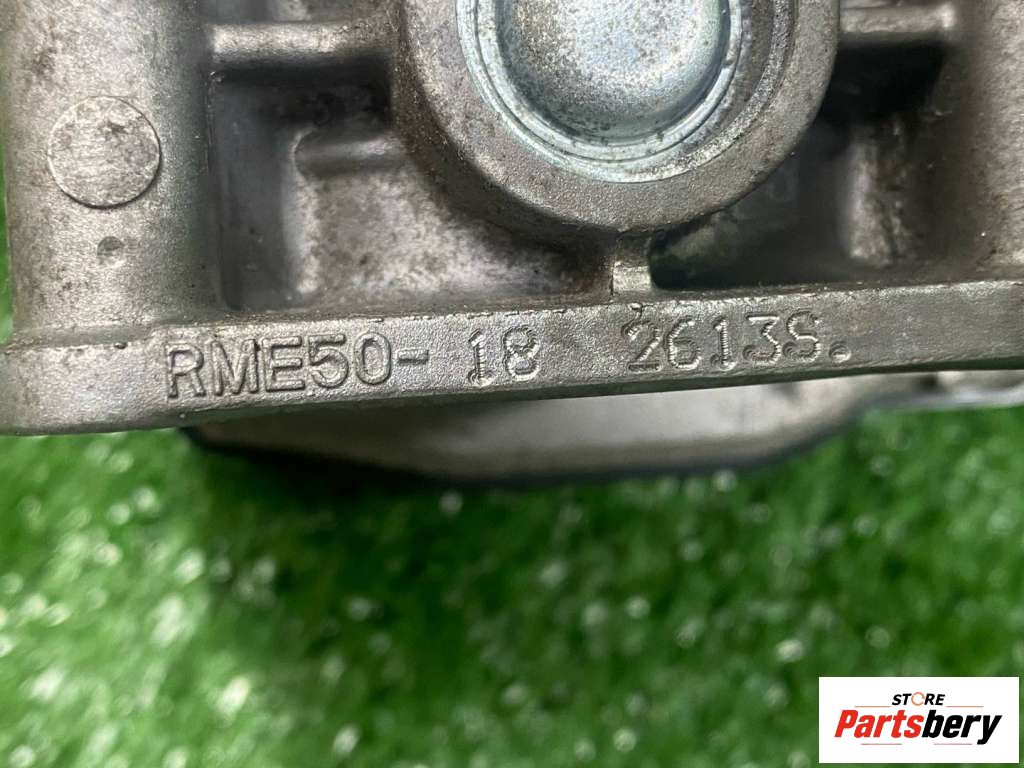 RME50- 18 2613S.
STORE
Partsbery